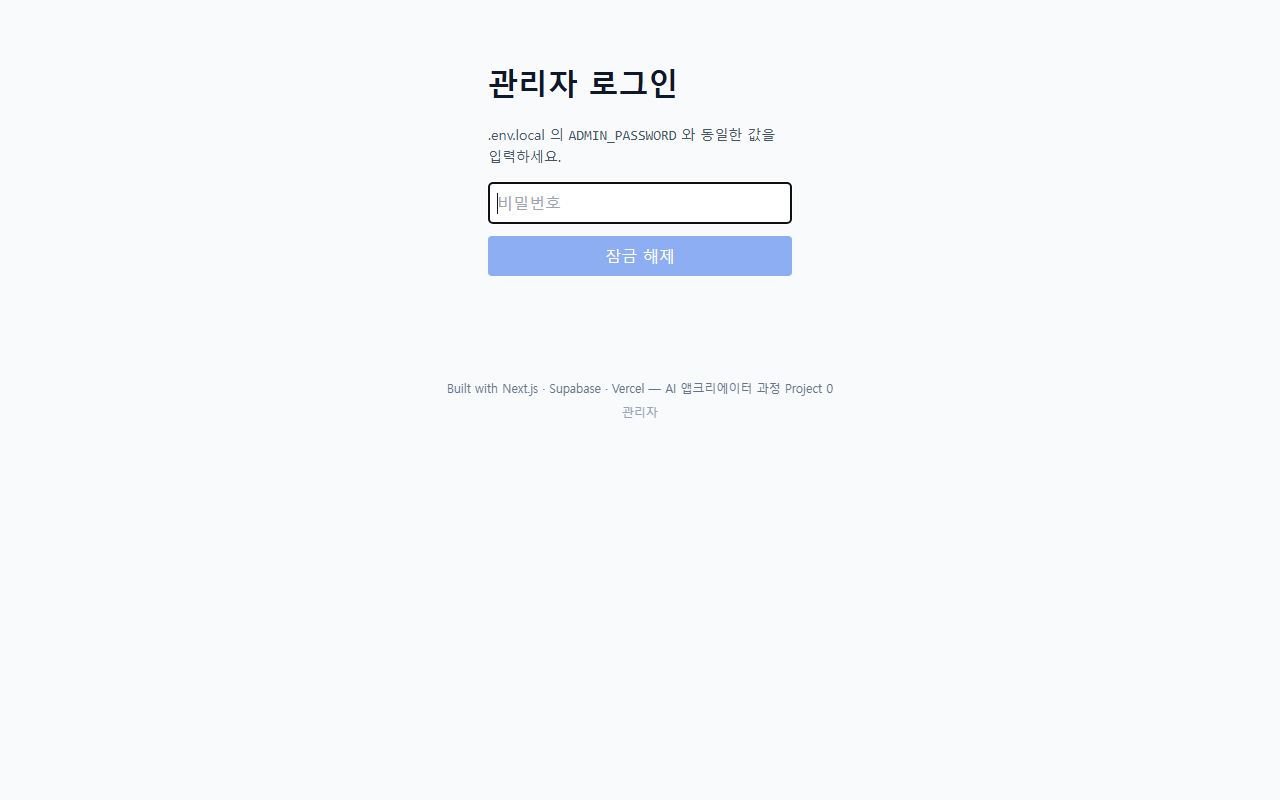 관리자 로그인
.env.local 의 ADMIN_PASSWORD 와 동일한 값을
입력하세요.
비밀번호
잠금 해제
Built with Next.js · Supabase · Vercel — AI 앱크리에이터 과정 Project 0
관리자